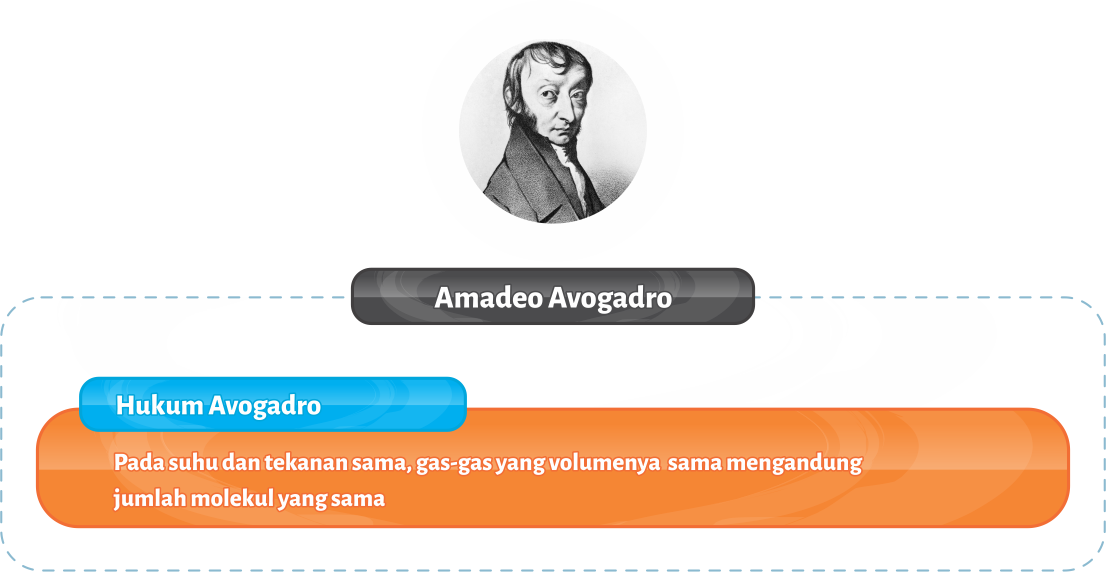 Amadeo Avogadro
Hukum Avogadro
Pada suhu dan tekanan sama, gas-gas yang volumenya sama mengandung
jumlah molekul yang sama